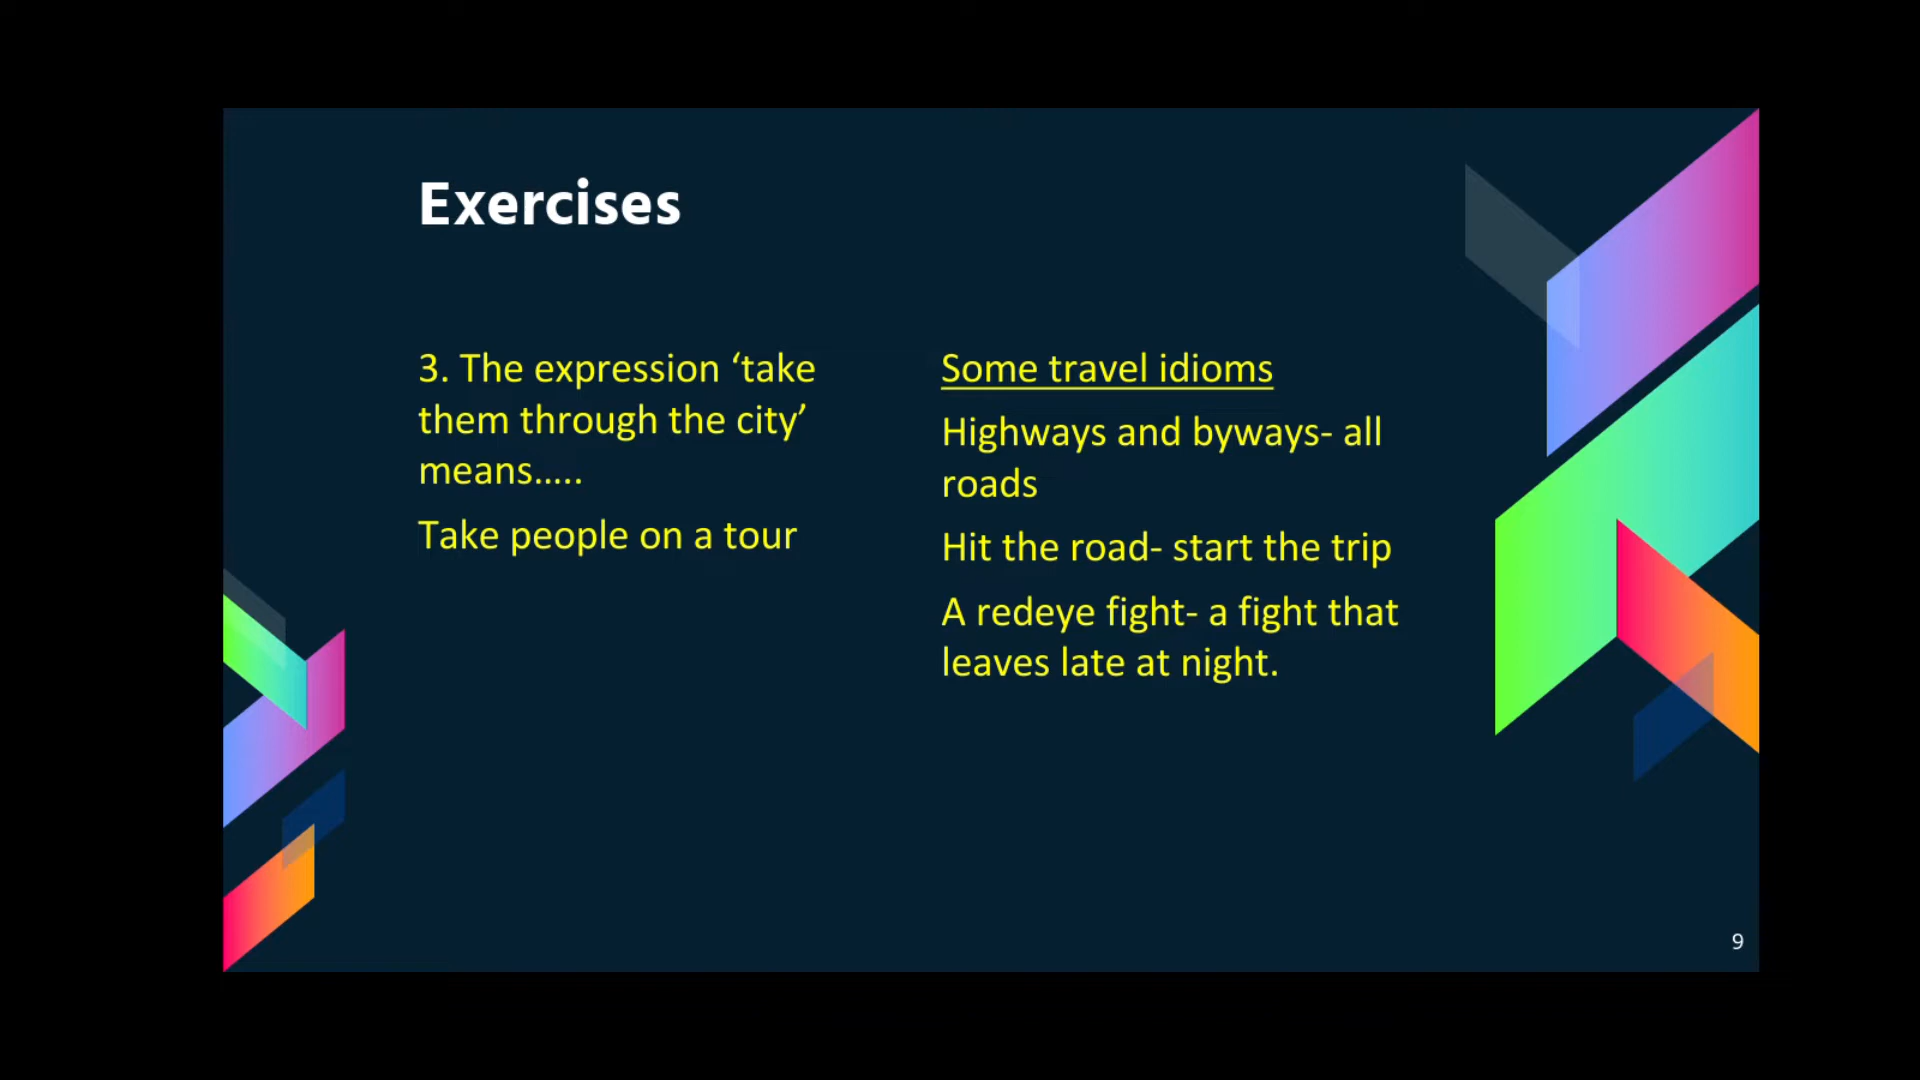 Exercises
3. The expression ‘take
them through the city’
means.....
Take people on a tour
Some travel idioms
Highways and byways- all
roads
Hit the road- start the trip
A redeye fight- a fight that
leaves late at night.
9